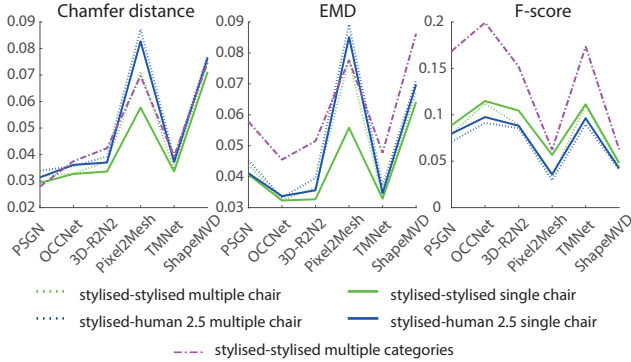 Chamfer distance
0.09
0.08
0.07
0.06
0.05
0.04
0.03
0.02
PSGN
OCCNet
3D-R2N2
Pixel2Mesh
TMNet
ShapeMVD
EMD
0.09
0.08
0.07
0.06
0.05
0.04
0.03
PSGN
OCCNet
3D-R2N2
Pixel2Mesh
TMNet
ShapeMVD
F-score
0.2
0.15
0.1
0.05
0
PSGN
OCCNet
3D-R2N2
Pixel2Mesh
TMNet
ShapeMVD
stylised-stylised multiple chair
stylised-stylised single chair
stylised-human 2.5 multiple chair
stylised-human 2.5 single chair
stylised-stylised multiple categories